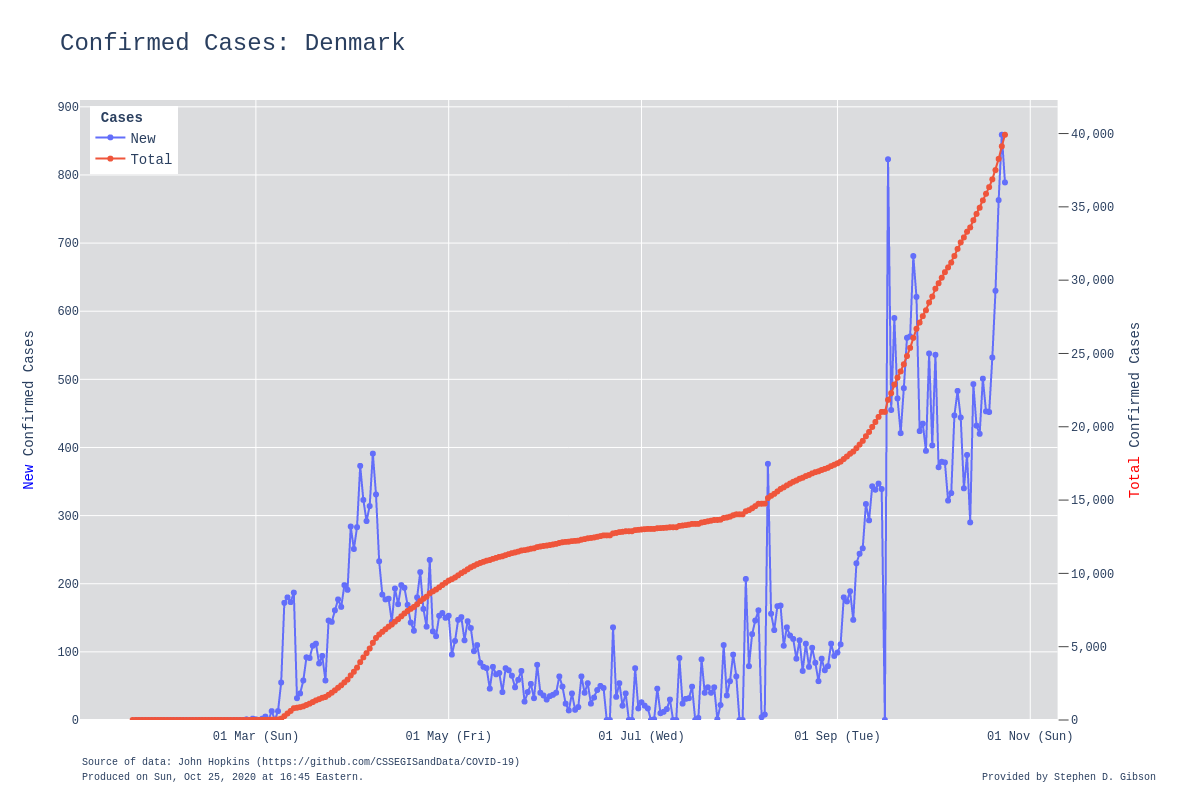 Confirmed Cases: Denmark
Cases
New
Total
900
800
700
600
500
400
300
200
100
0
New Confirmed Cases
40,000
35,000
30,000
25,000
20,000
15,000
10,000
5,000
0
Total Confirmed Cases
01 Mar (Sun) 01 May (Fri) 01 Jul (Wed) 01 Sep (Tue) 01 Nov (Sun)
Source of data: John Hopkins (https://github.com/CSSEGISandData/COVID-19)
Produced on Sun, Oct 25, 2020 at 16:45 Eastern.
Provided by Stephen D. Gibson